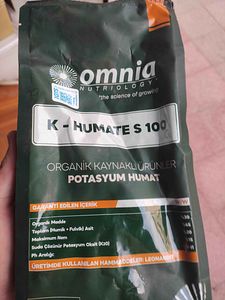 omnia
NUTRIOLOGY
"the science of growing"
K - HUMATE S 100
ORGANİK KAYNAKLI ÜRÜNLER
POTASYUM HUMAT
GARANTİ EDİLEN İÇERİK
W/W
Organik Madde
Toplam (Humik + Fulvik) Asit
Maksimum Nem
Suda Çözünür Potasyum Oksit (K₂O)
Ph Aralığı
ÜRETİMDE KULLANILAN HAMMADDELER: LEONARDİT